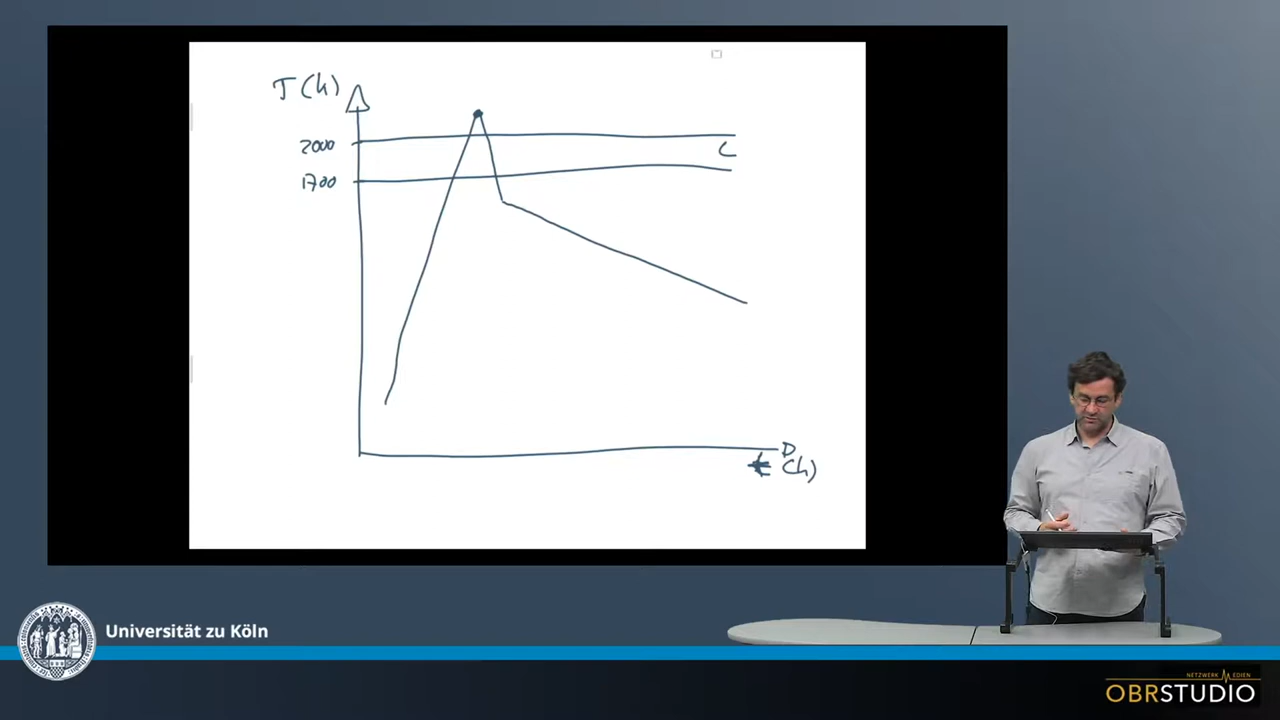 T (h)
2000
C
1700
t (h)
Universität zu Köln
NETZWERK MEDIEN
OBRSTUDIO